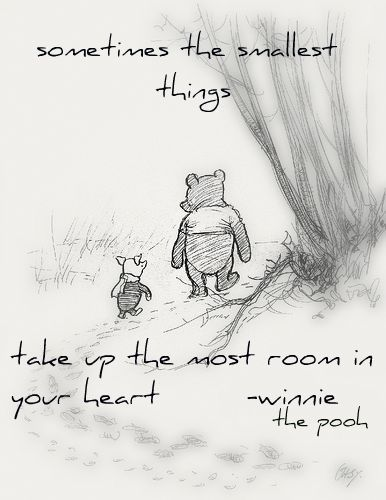 sometimes the smallest
things
take up the most room in
your heart -winnie
the pooh